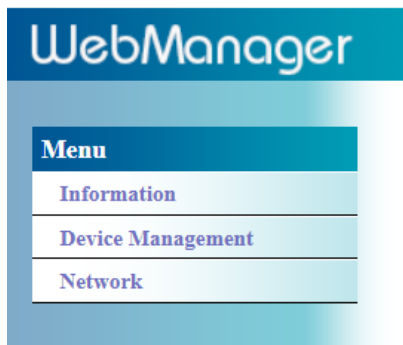 WebManager
Menu
Information
Device Management
Network